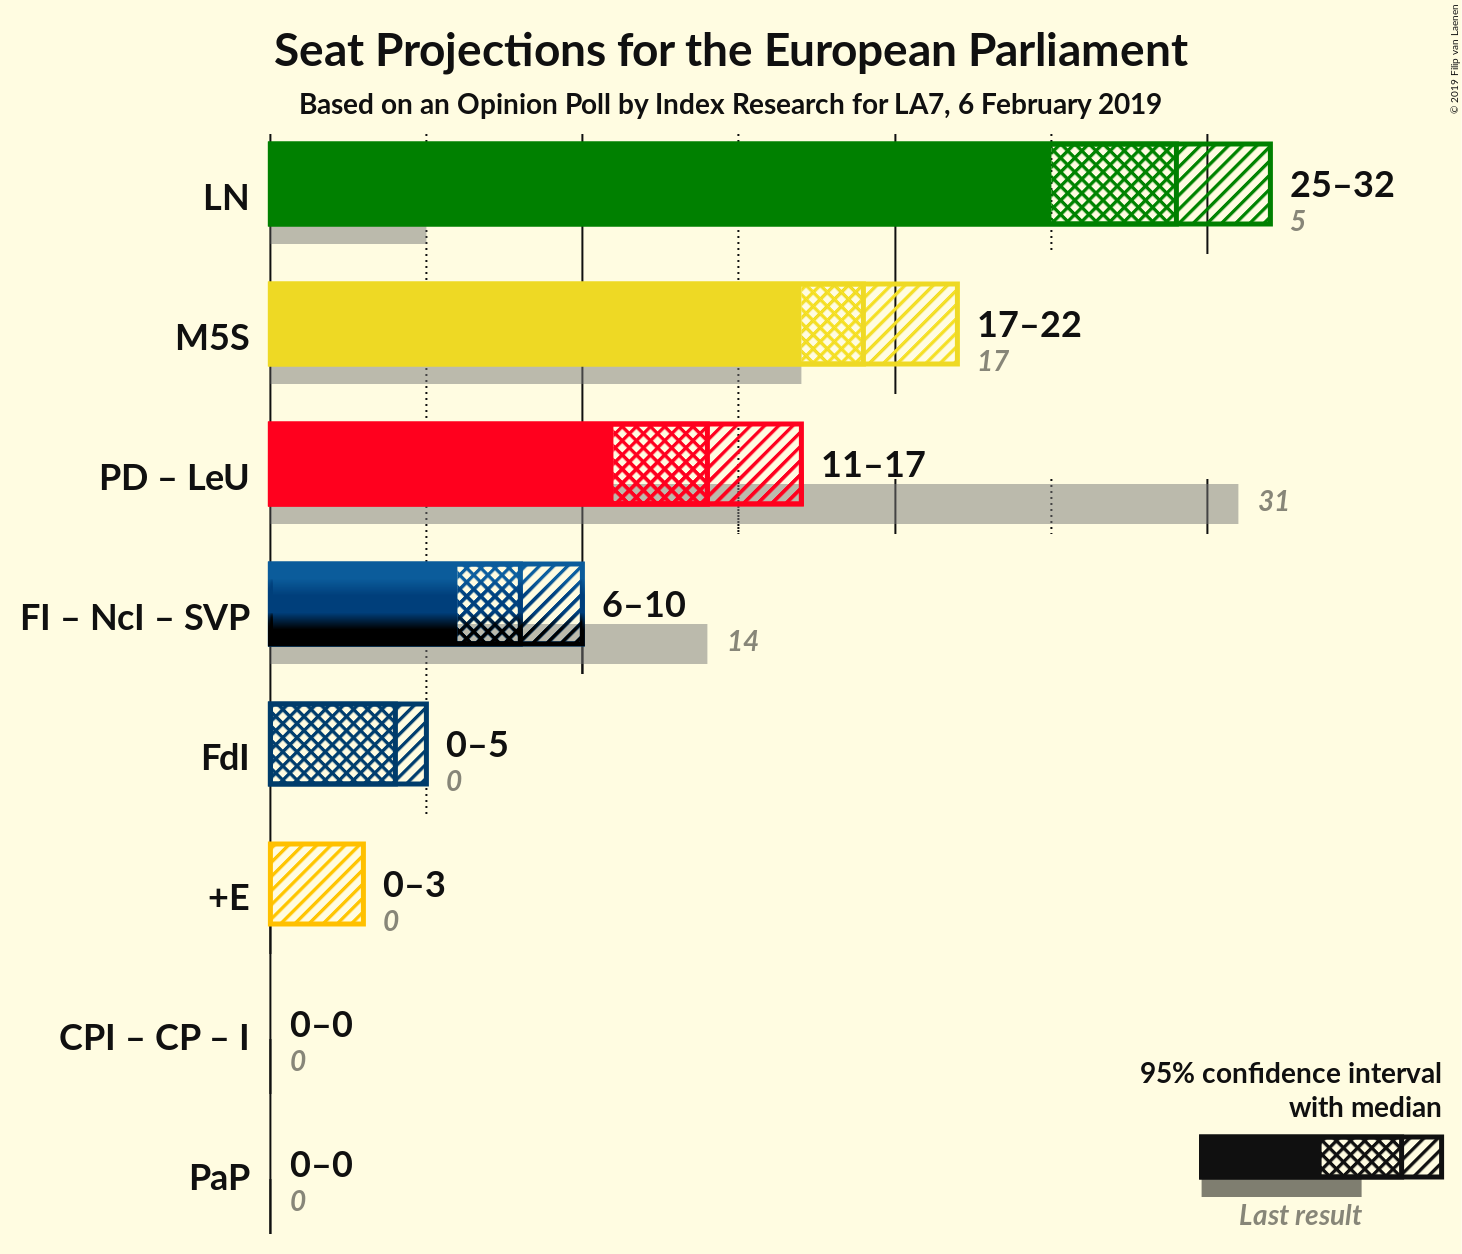 Seat Projections for the European Parliament
Based on an Opinion Poll by Index Research for LA7, 6 February 2019
© 2019 Filip van Laenen
LN
25–32
5
M5S
17–22
17
PD – LeU
11–17
31
FI – NcI – SVP
6–10
14
FdI
0–5
0
+E
0–3
0
CPI – CP – I
0–0
0
PaP
0–0
0
95% confidence interval
with median
Last result